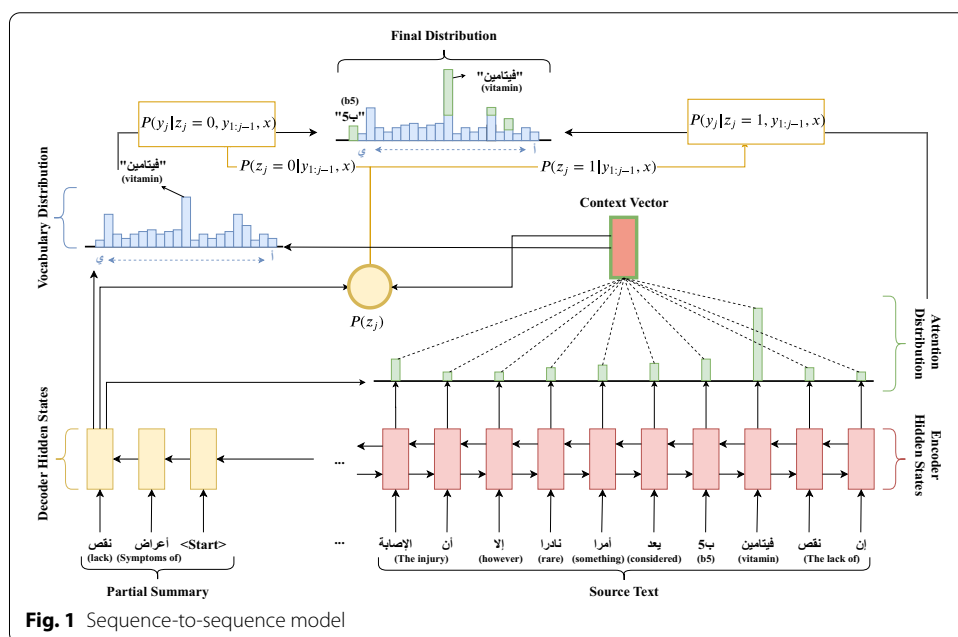 Final Distribution
"فيتامين"
(vitamin)
(b5)
"ب5"
P(y_j|z_j = 0, y_{1:j−1}, x)
P(y_j|z_j = 1, y_{1:j−1}, x)
ي
أ
P(z_j = 0|y_{1:j−1}, x)
P(z_j = 1|y_{1:j−1}, x)
"فيتامين"
(vitamin)
Vocabulary Distribution
ي
أ
Context Vector
P(z_j)
Attention
Distribution
Decoder Hidden States
Encoder
Hidden States
...
...
نقص
أعراض
<Start>
(lack)
(Symptoms of)
Partial Summary
...
الإصابة
أن
إلا
نادرا
أمرا
يعد
ب5
فيتامين
نقص
إن
(The injury)
(however)
(rare)
(something)
(considered)
(b5)
(vitamin)
(The lack of)
Source Text
Fig. 1 Sequence-to-sequence model